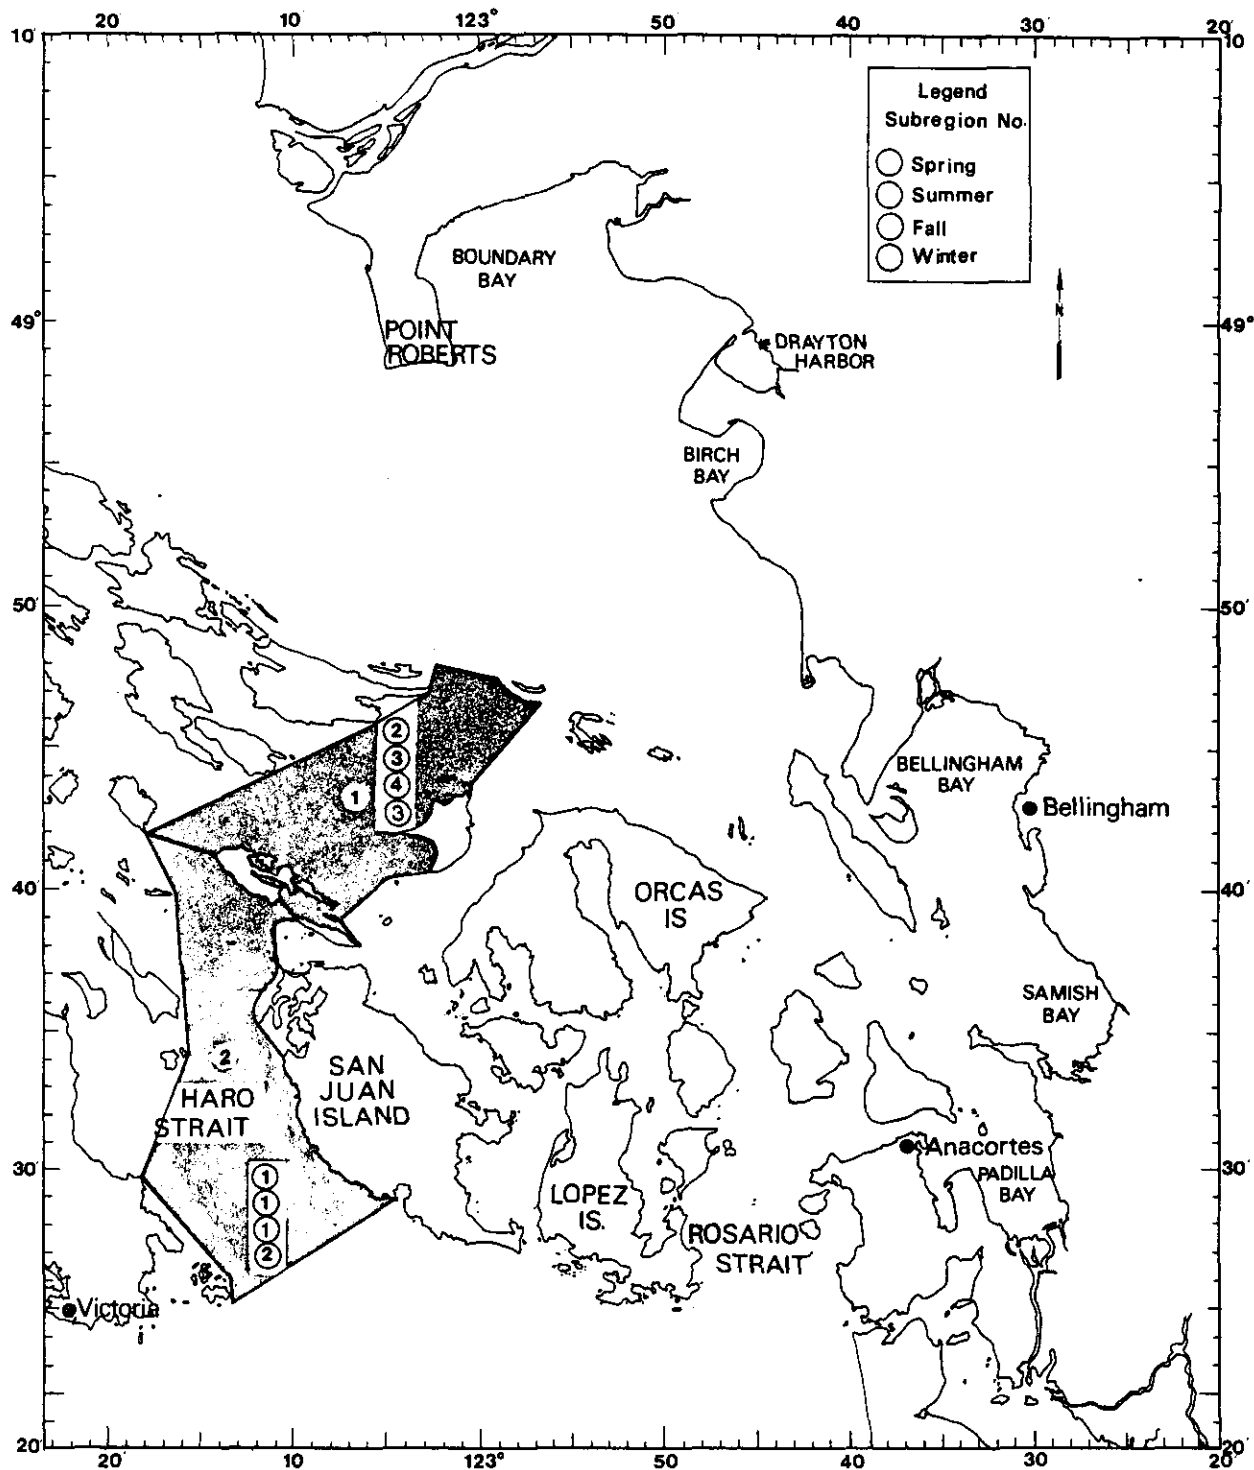 20' 10' 123° 50' 40' 30' 20'
10' 10
Legend
Subregion No.
Spring
Summer
Fall
Winter
N
BOUNDARY
BAY
49° 49°
POINT
ROBERTS
DRAYTON
HARBOR
BIRCH
BAY
50' 50'
2
3
4
3
1
BELLINGHAM
BAY
Bellingham
40' 40'
ORCAS
IS
SAMISH
BAY
2
HARO
STRAIT
SAN
JUAN
ISLAND
Anacortes
PADILLA
BAY
30' 30'
1
1
1
2
LOPEZ
IS.
ROSARIO
STRAIT
Victoria
20'
20' 10' 123° 50' 40' 30 20'